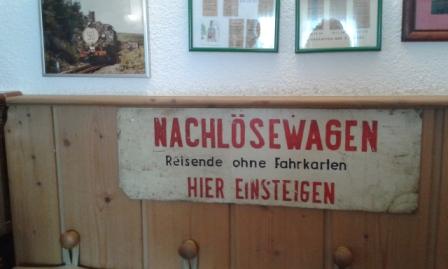 NACHLÖSEWAGEN
Reisende ohne Fahrkarten
HIER EINSTEIGEN